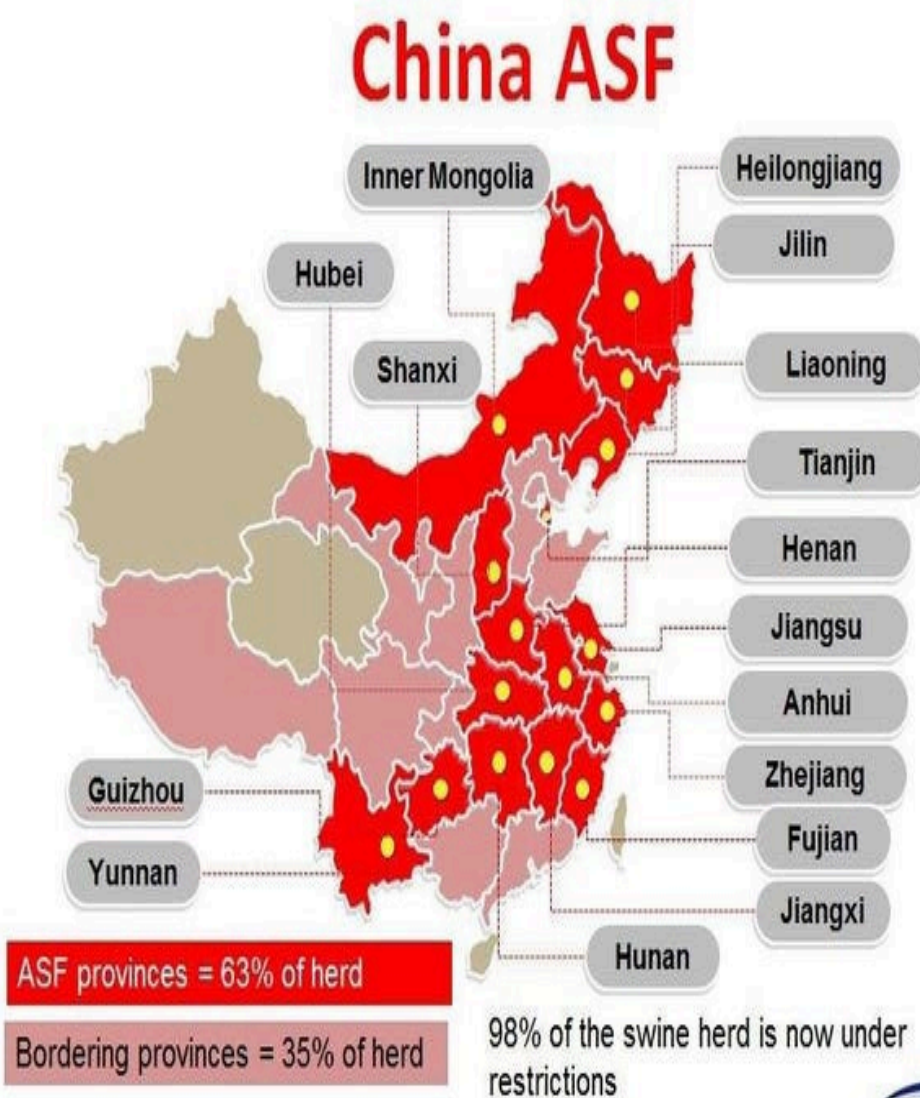 China ASF
Inner Mongolia
Heilongjiang
Jilin
Hubei
Shanxi
Liaoning
Tianjin
Henan
Jiangsu
Anhui
Zhejiang
Guizhou
Fujian
Yunnan
Jiangxi
Hunan
ASF provinces = 63% of herd
Bordering provinces = 35% of herd
98% of the swine herd is now under
restrictions